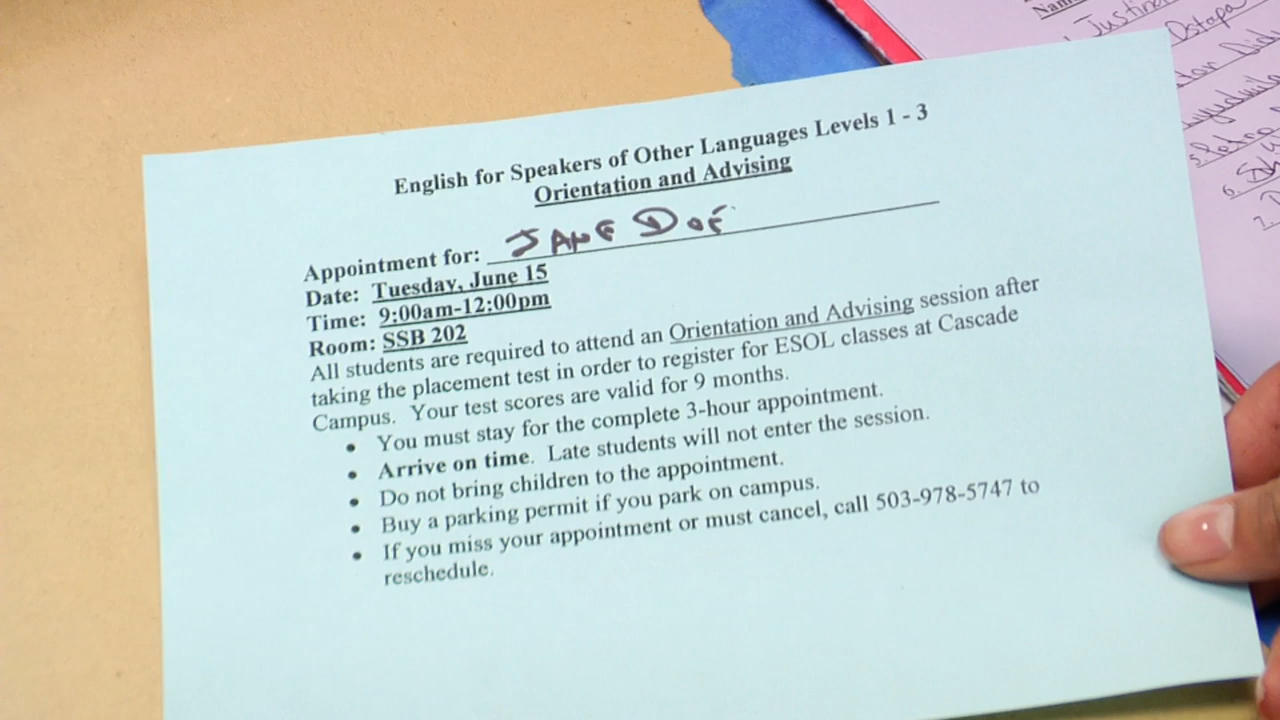 English for Speakers of Other Languages Levels 1 - 3
Orientation and Advising
Appointment for: JANE DOE
Date: Tuesday, June 15
Time: 9:00am-12:00pm
Room: SSB 202
All students are required to attend an Orientation and Advising session after
taking the placement test in order to register for ESOL classes at Cascade
Campus. Your test scores are valid for 9 months.
• You must stay for the complete 3-hour appointment.
• Arrive on time. Late students will not enter the session.
• Do not bring children to the appointment.
• Buy a parking permit if you park on campus.
• If you miss your appointment or must cancel, call 503-978-5747 to
reschedule.